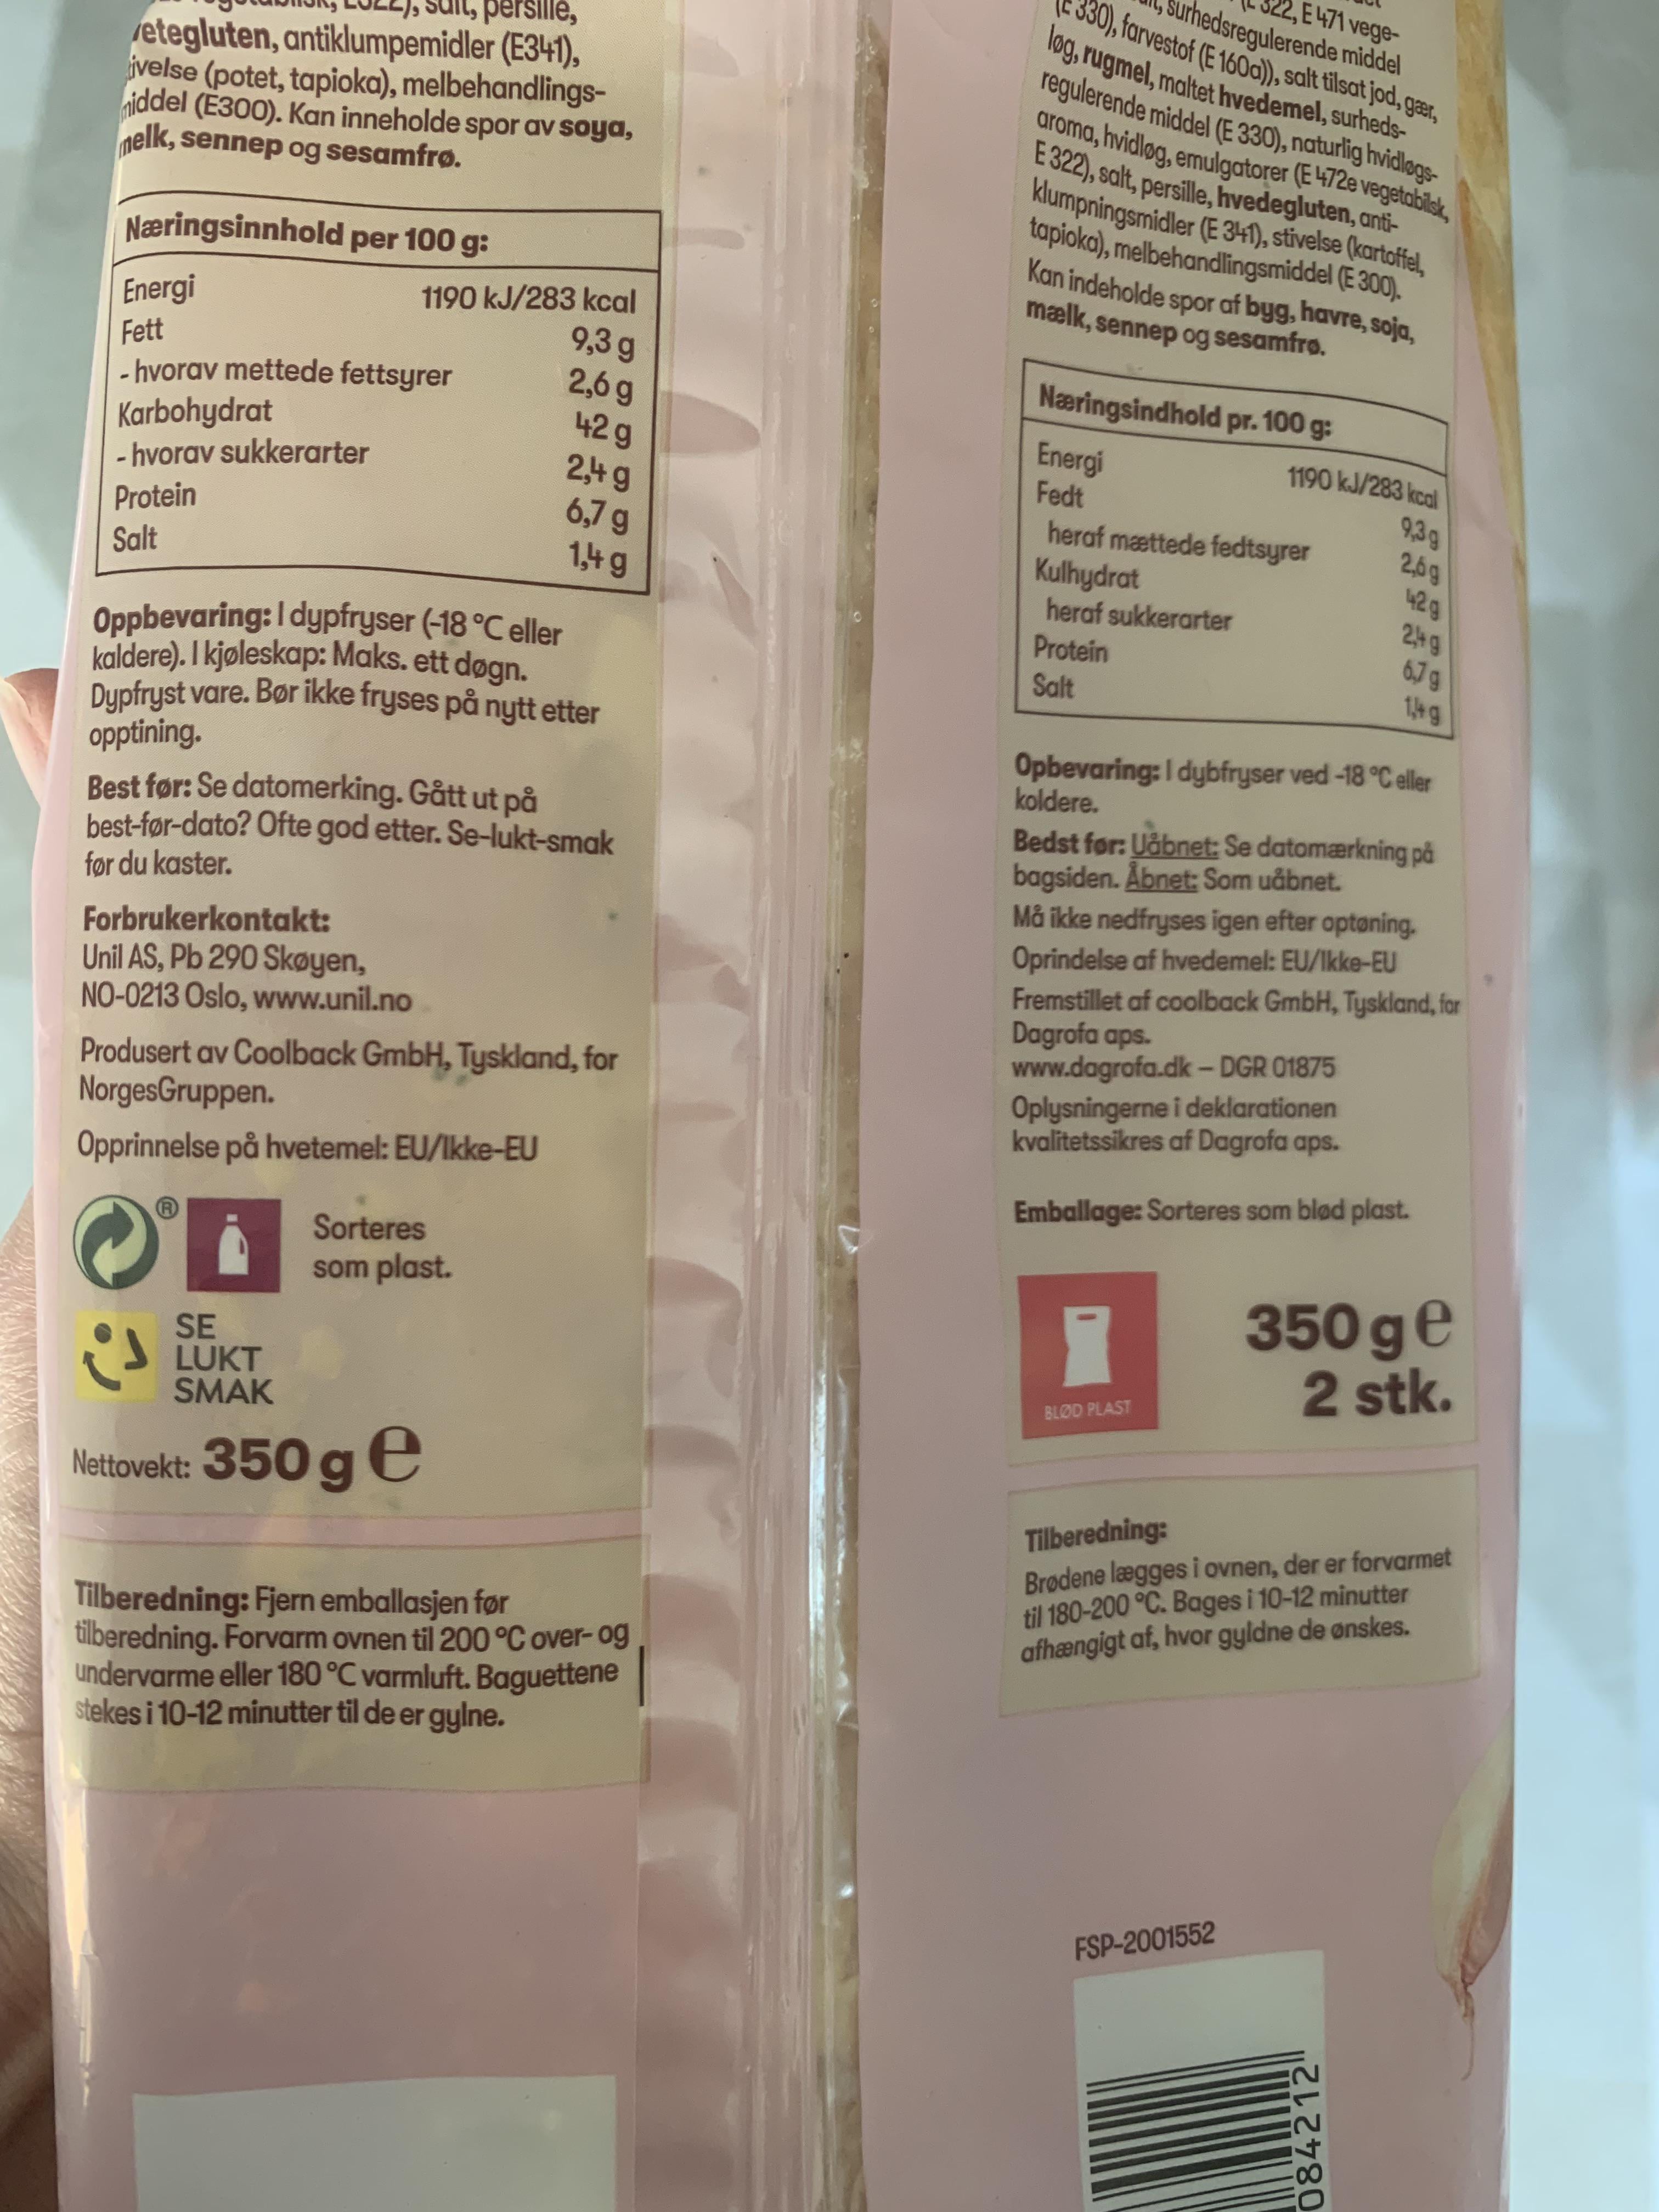 salt, persille,
vetegluten, antiklumpemidler (E341),
(potet, tapioka), melbehandlings-
(E300). Kan inneholde spor av soya,
melk, sennep og sesamfrø.
Næringsinnhold per 100 g:
Energi 1190 kJ/283 kcal
Fett 9,3 g
- hvorav mettede fettsyrer 2,6 g
Karbohydrat 42 g
- hvorav sukkerarter 2,4 g
Protein 6,7 g
Salt 1,4 g
Oppbevaring: I dypfryser (-18 °C eller
kaldere). I kjøleskap: Maks. ett døgn.
Dypfryst vare. Bør ikke fryses på nytt etter
opptining.
Best før: Se datomerking. Gått ut på
best-før-dato? Ofte god etter. Se-lukt-smak
før du kaster.
Forbrukerkontakt:
Unil AS, Pb 290 Skøyen,
NO-0213 Oslo, www.unil.no
Produsert av Coolback GmbH, Tyskland, for
NorgesGruppen.
Opprinnelse på hvetemel: EU/Ikke-EU
®
Sorteres
som plast.
SE
LUKT
SMAK
Nettovekt: 350 g e
Tilberedning: Fjern emballasjen før
tilberedning. Forvarm ovnen til 200 °C over- og
undervarme eller 180 °C varmluft. Baguettene
stekes i 10-12 minutter til de er gylne.
E 471 vege-
surhedsregulerende middel
(E 330), farvestof (E 160a)), salt tilsat jod, gær,
løg, rugmel, maltet hvedemel, surheds-
regulerende middel (E 330), naturlig hvidløgs-
aroma, hvidløg, emulgatorer (E 472e vegetabilsk,
E 322), salt, persille, hvedegluten, anti-
klumpningsmidler (E 341), stivelse (kartoffel,
tapioka), melbehandlingsmiddel (E 300).
Kan indeholde spor af byg, havre, soja,
mælk, sennep og sesamfrø.
Næringsindhold pr. 100 g:
Energi 1190 kJ/283 kcal
Fedt 9,3 g
heraf mættede fedtsyrer 2,6 g
Kulhydrat 42 g
heraf sukkerarter 2,4 g
Protein 6,7 g
Salt 1,4 g
Opbevaring: I dybfryser ved -18 °C eller
koldere.
Bedst før: Uåbnet: Se datomærkning på
bagsiden. Åbnet: Som uåbnet.
Må ikke nedfryses igen efter optøning.
Oprindelse af hvedemel: EU/Ikke-EU
Fremstillet af coolback GmbH, Tyskland, for
Dagrofa aps.
www.dagrofa.dk – DGR 01875
Oplysningerne i deklarationen
kvalitetssikres af Dagrofa aps.
Emballage: Sorteres som blød plast.
BLØD PLAST
350 g e
2 stk.
Tilberedning:
Brødene lægges i ovnen, der er forvarmet
til 180-200 °C. Bages i 10-12 minutter
afhængigt af, hvor gyldne de ønskes.
FSP-2001552
084212